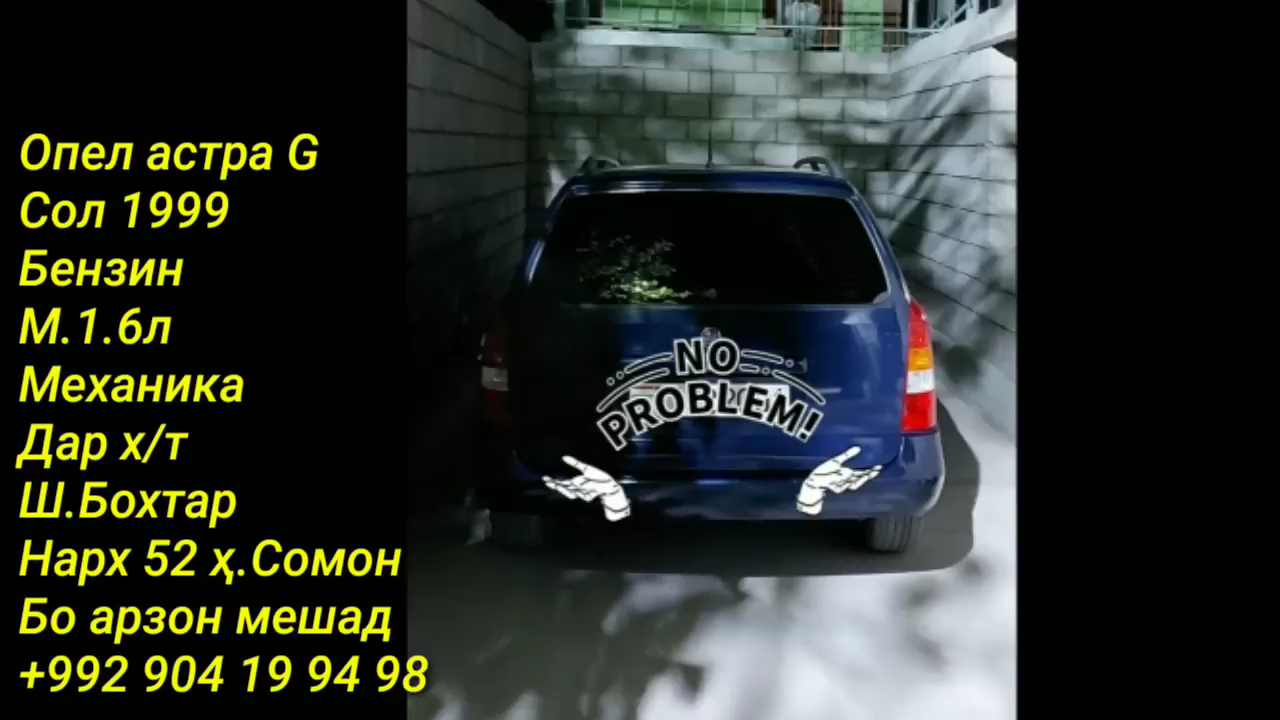 Опел астра G
Сол 1999
Бензин
М.1.6л
Механика
Дар х/т
Ш.Бохтар
Нарх 52 ҳ.Сомон
Бо арзон мешад
+992 904 19 94 98
NO
PROBLEM!